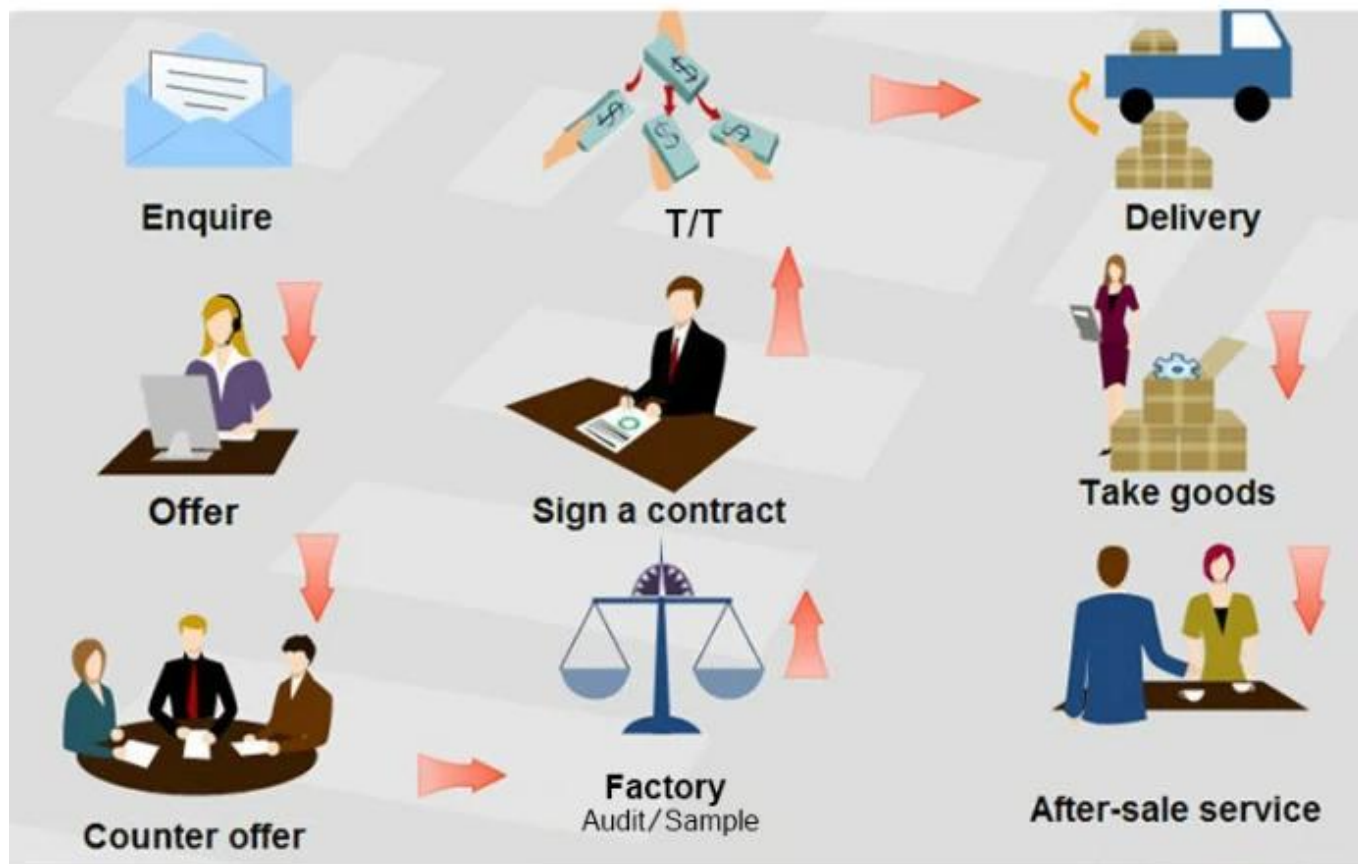 Enquire
T/T
Delivery
Offer
Sign a contract
Take goods
Counter offer
Factory
Audit/Sample
After-sale service